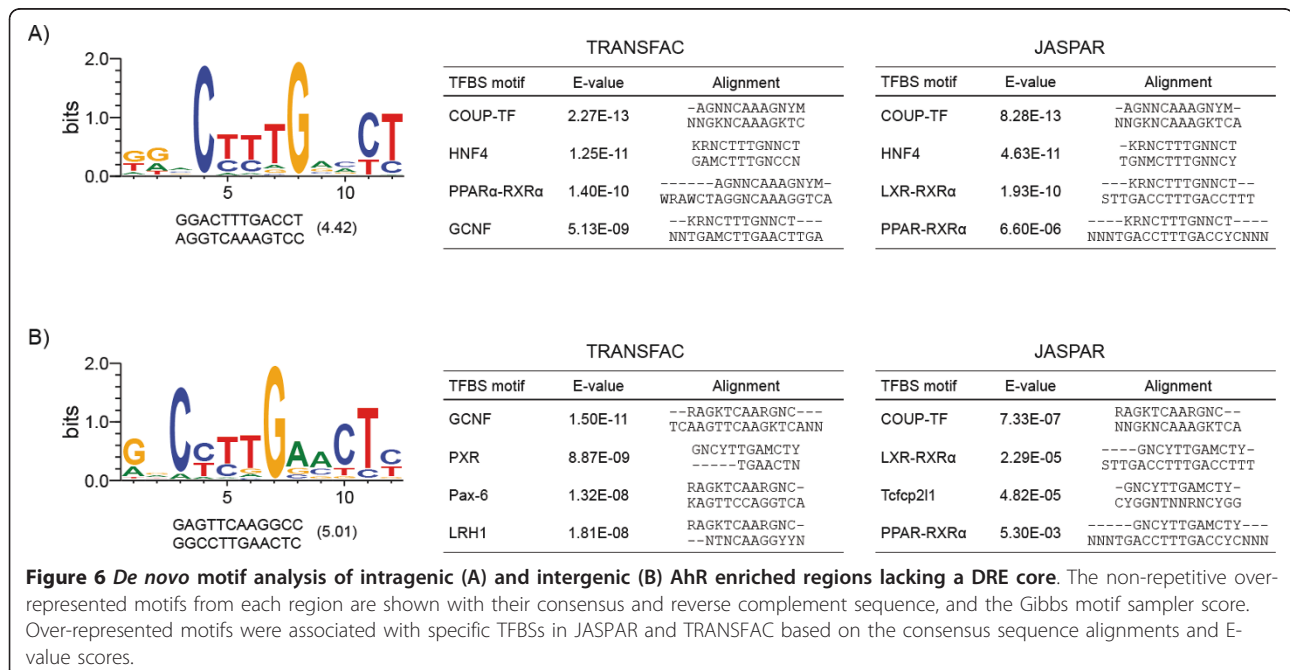 A)
bits
2.0
1.0
0.0
5
10
GGACTTTGACCT
AGGTCAAAGTCC
(4.42)
TRANSFAC
TFBS motif E-value Alignment
COUP-TF 2.27E-13 -AGNNCAAAGNYM
NNGKNCAAAGKTC
HNF4 1.25E-11 KRNCTTTGNNCT
GAMCTTTGNCCN
PPARα-RXRα 1.40E-10 ------AGNNCAAAGNYM-
WRAWCTAGGNCAAAGGTCA
GCNF 5.13E-09 --KRNCTTTGNNCT---
NNTGAMCTTGAACTTGA
JASPAR
TFBS motif E-value Alignment
COUP-TF 8.28E-13 -AGNNCAAAGNYM-
NNGKNCAAAGKTCA
HNF4 4.63E-11 -KRNCTTTGNNCT
TGNMCTTTGNNCY
LXR-RXRα 1.93E-10 ---KRNCTTTGNNCT--
STTGACCTTTGACCTTT
PPAR-RXRα 6.60E-06 ----KRNCTTTGNNCT----
NNNTGACCTTTGACCYCNNN
B)
bits
2.0
1.0
0.0
5
10
GAGTTCAAGGCC
GGCCTTGAACTC
(5.01)
TRANSFAC
TFBS motif E-value Alignment
GCNF 1.50E-11 --RAGKTCAARGNC---
TCAAGTTCAAGKTCANN
PXR 8.87E-09 GNCYTTGAMCTY
-----TGAACTN
Pax-6 1.32E-08 RAGKTCAARGNC-
KAGTTCCAGGTCA
LRH1 1.81E-08 RAGKTCAARGNC-
--NTNCAAGGYYN
JASPAR
TFBS motif E-value Alignment
COUP-TF 7.33E-07 RAGKTCAARGNC--
NNGKNCAAAGKTCA
LXR-RXRα 2.29E-05 ----GNCYTTGAMCTY-
STTGACCTTTGACCTTT
Tcfcp2l1 4.82E-05 -GNCYTTGAMCTY-
CYGGNTNNRNCYGG
PPAR-RXRα 5.30E-03 -----GNCYTTGAMCTY---
NNNTGACCTTTGACCYCNNN
Figure 6 De novo motif analysis of intragenic (A) and intergenic (B) AhR enriched regions lacking a DRE core. The non-repetitive over-
represented motifs from each region are shown with their consensus and reverse complement sequence, and the Gibbs motif sampler score.
Over-represented motifs were associated with specific TFBSs in JASPAR and TRANSFAC based on the consensus sequence alignments and E-
value scores.